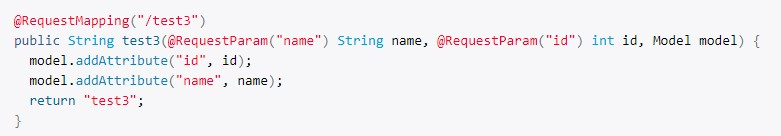 @RequestMapping("/test3")
public String test3(@RequestParam("name") String name, @RequestParam("id") int id, Model model) {
  model.addAttribute("id", id);
  model.addAttribute("name", name);
  return "test3";
}